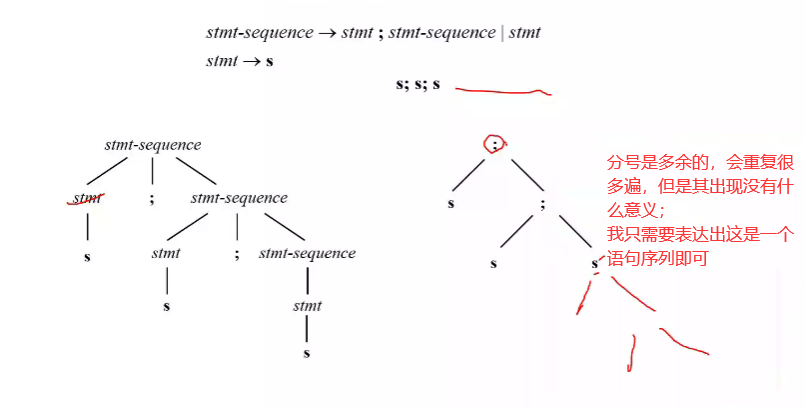 stmt-sequence → stmt ; stmt-sequence | stmt
stmt → s
s; s; s
stmt-sequence
stmt ; stmt-sequence
s stmt ; stmt-sequence
s stmt
s
;
s ;
s s
分号是多余的，会重复很
多遍，但是其出现没有什
么意义；
我只需要表达出这是一个
语句序列即可